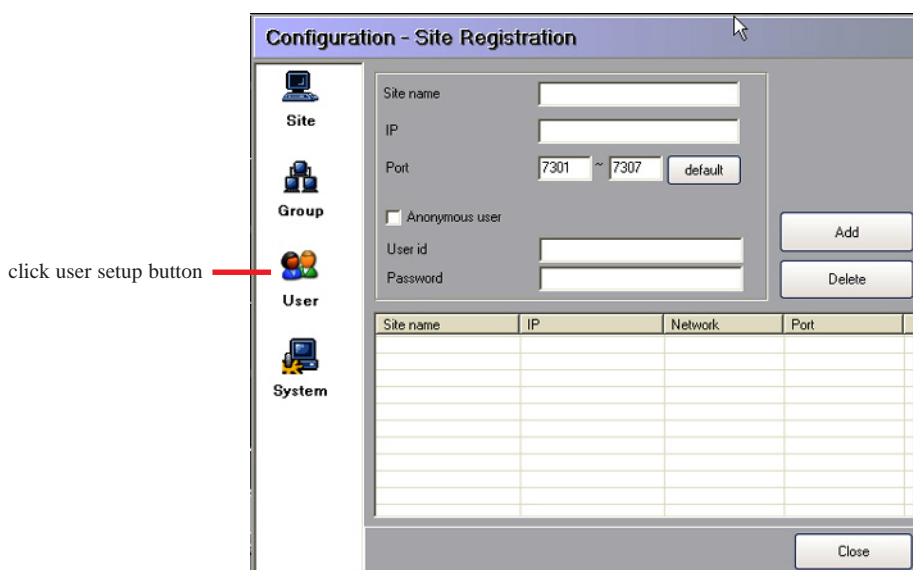 Configuration - Site Registration
Site
Group
click user setup button
User
System
Site name
IP
Port 7301 ~ 7307 default
Anonymous user
User id
Password
Add
Delete
Site name IP Network Port
Close